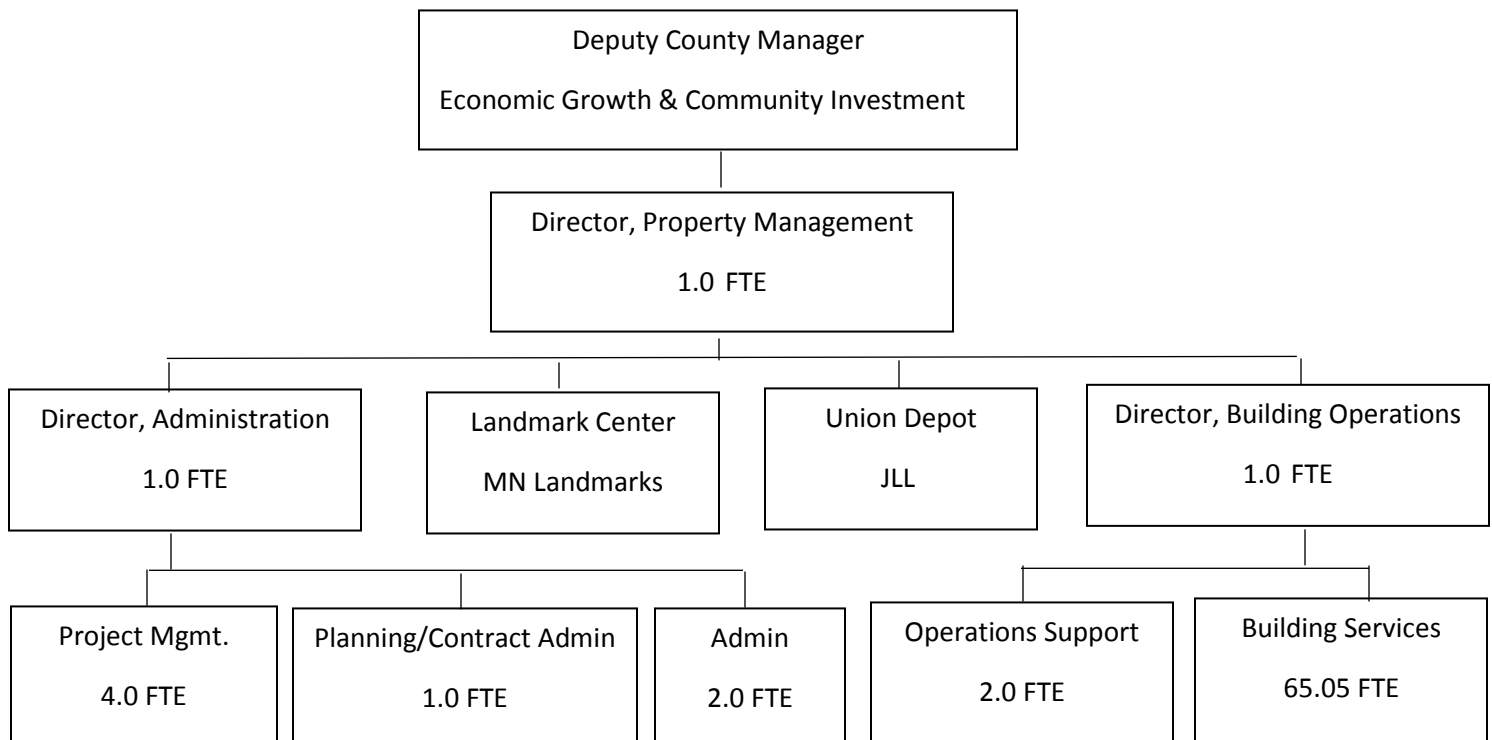 Deputy County Manager
Economic Growth & Community Investment
Director, Property Management
1.0 FTE
Director, Administration
1.0 FTE
Landmark Center
MN Landmarks
Union Depot
JLL
Director, Building Operations
1.0 FTE
Project Mgmt.
4.0 FTE
Planning/Contract Admin
1.0 FTE
Admin
2.0 FTE
Operations Support
2.0 FTE
Building Services
65.05 FTE